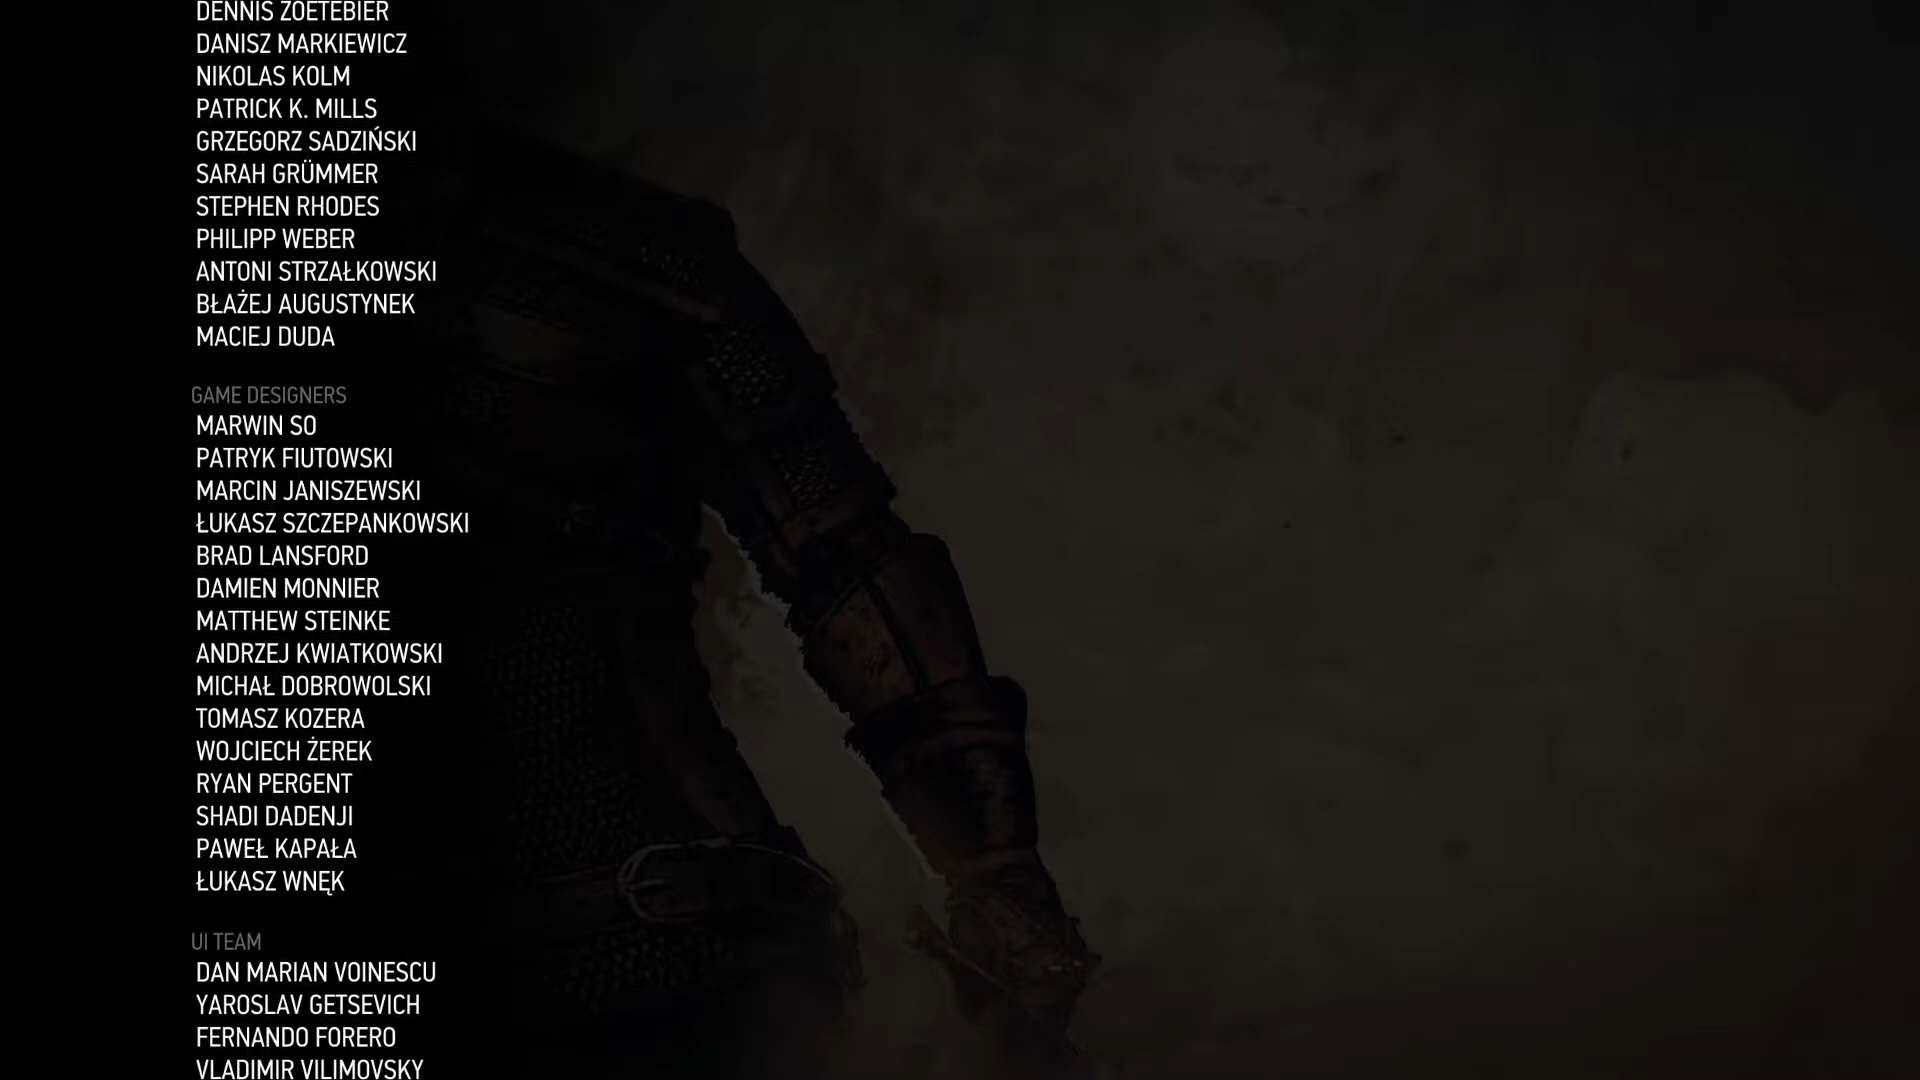 DENNIS ZOETEBIER
DANISZ MARKIEWICZ
NIKOLAS KOLM
PATRICK K. MILLS
GRZEGORZ SADZIŃSKI
SARAH GRÜMMER
STEPHEN RHODES
PHILIPP WEBER
ANTONI STRZAŁKOWSKI
BŁAŻEJ AUGUSTYNEK
MACIEJ DUDA
GAME DESIGNERS
MARWIN SO
PATRYK FIUTOWSKI
MARCIN JANISZEWSKI
ŁUKASZ SZCZEPANKOWSKI
BRAD LANSFORD
DAMIEN MONNIER
MATTHEW STEINKE
ANDRZEJ KWIATKOWSKI
MICHAŁ DOBROWOLSKI
TOMASZ KOZERA
WOJCIECH ŻEREK
RYAN PERGENT
SHADI DADENJI
PAWEŁ KAPAŁA
ŁUKASZ WNĘK
UI TEAM
DAN MARIAN VOINESCU
YAROSLAV GETSEVICH
FERNANDO FORERO
VLADIMIR VILIMOVSKY